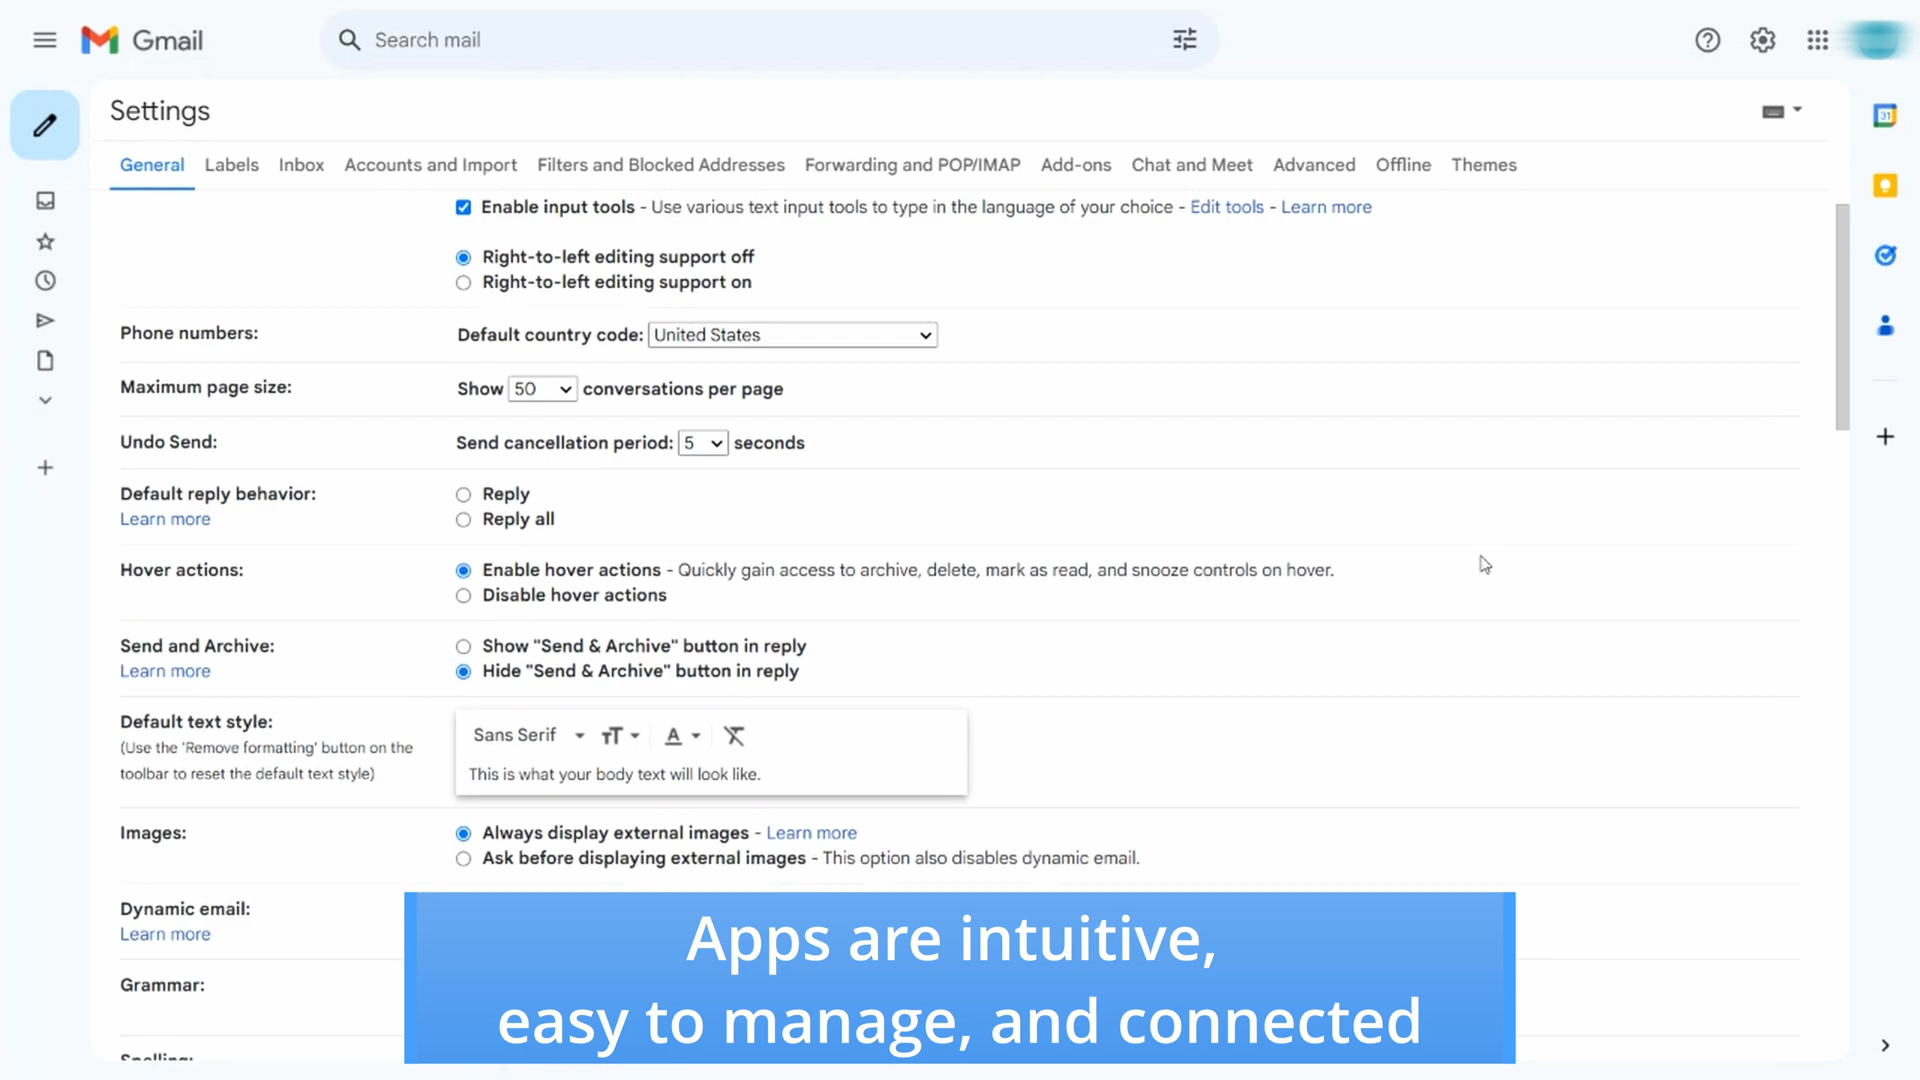 Gmail
Search mail
Settings
General Labels Inbox Accounts and Import Filters and Blocked Addresses Forwarding and POP/IMAP Add-ons Chat and Meet Advanced Offline Themes
Enable input tools - Use various text input tools to type in the language of your choice - Edit tools - Learn more
Right-to-left editing support off
Right-to-left editing support on
Phone numbers: Default country code: United States
Maximum page size: Show 50 conversations per page
Undo Send: Send cancellation period: 5 seconds
Default reply behavior: Reply
Learn more Reply all
Hover actions: Enable hover actions - Quickly gain access to archive, delete, mark as read, and snooze controls on hover.
Disable hover actions
Send and Archive: Show "Send & Archive" button in reply
Learn more Hide "Send & Archive" button in reply
Default text style: Sans Serif
(Use the 'Remove formatting' button on the
toolbar to reset the default text style) This is what your body text will look like.
Images: Always display external images - Learn more
Ask before displaying external images - This option also disables dynamic email.
Dynamic email:
Learn more
Grammar:
Spelling:
Apps are intuitive,
easy to manage, and connected
31